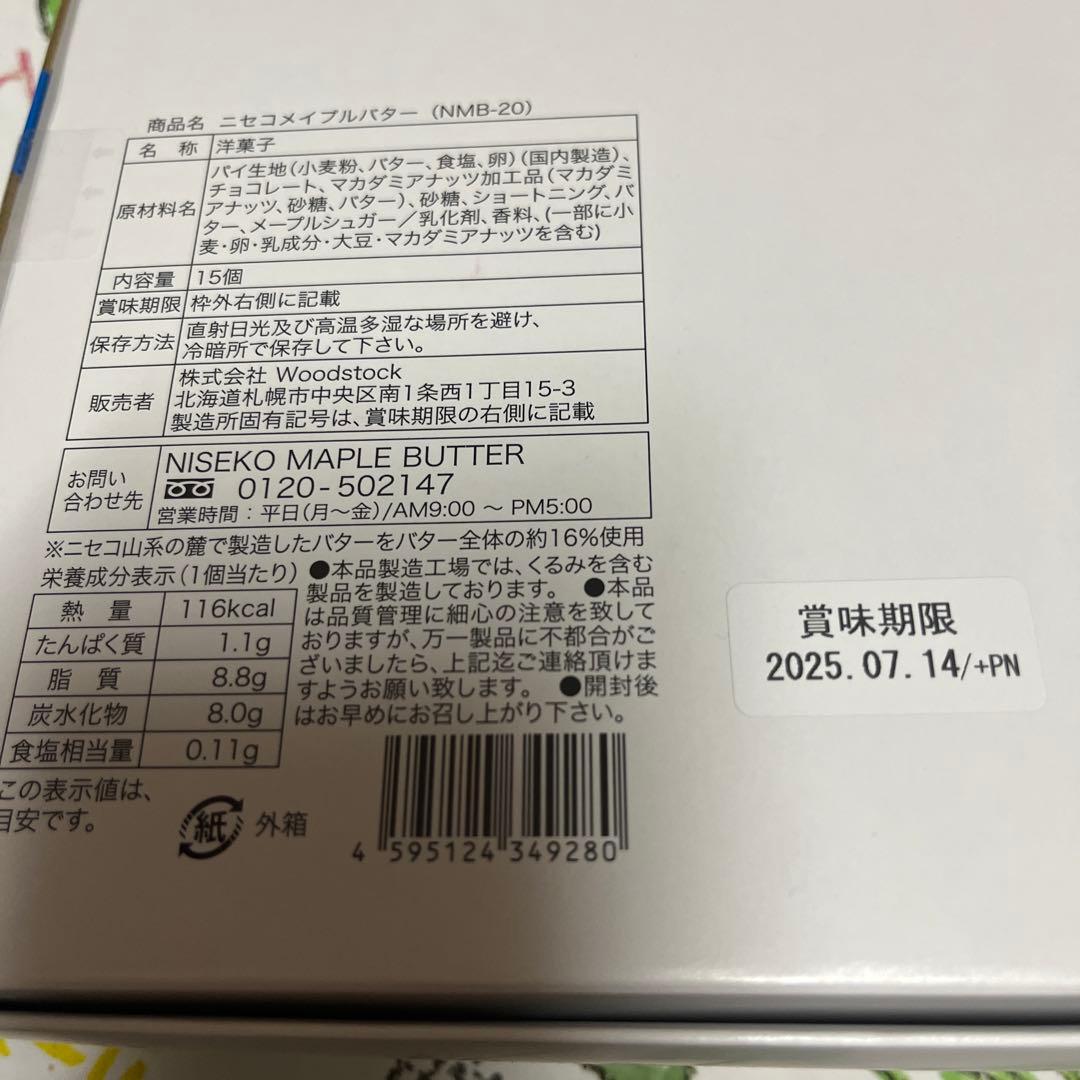 商品名 ニセコメイプルバター (NMB-20)
名 称 洋菓子
原材料名
パイ生地(小麦粉、バター、食塩、卵)(国内製造)、
チョコレート、マカダミアナッツ加工品(マカダミ
アナッツ、砂糖、バター)、砂糖、ショートニング、バ
ター、メープルシュガー/乳化剤、香料、(一部に小
麦・卵・乳成分・大豆・マカダミアナッツを含む)
内容量 15個
賞味期限 枠外右側に記載
保存方法
直射日光及び高温多湿な場所を避け、
冷暗所で保存して下さい。
販売者
株式会社 Woodstock
北海道札幌市中央区南1条西1丁目15-3
製造所固有記号は、賞味期限の右側に記載
お問い
合わせ先
NISEKO MAPLE BUTTER
0120-502147
営業時間:平日(月〜金)/AM9:00 〜 PM5:00
※ニセコ山系の麓で製造したバターをバター全体の約16%使用
栄養成分表示(1個当たり)
熱 量 116kcal
たんぱく質 1.1g
脂 質 8.8g
炭水化物 8.0g
食塩相当量 0.11g
この表示値は、
目安です。
●本品製造工場では、くるみを含む
製品を製造しております。 ●本品
は品質管理に細心の注意を致して
おりますが、万一製品に不都合がご
ざいましたら、上記迄ご連絡頂けま
すようお願い致します。 ●開封後
はお早めにお召し上がり下さい。
紙 外箱
4 595124 349280
賞味期限
2025.07.14/+PN